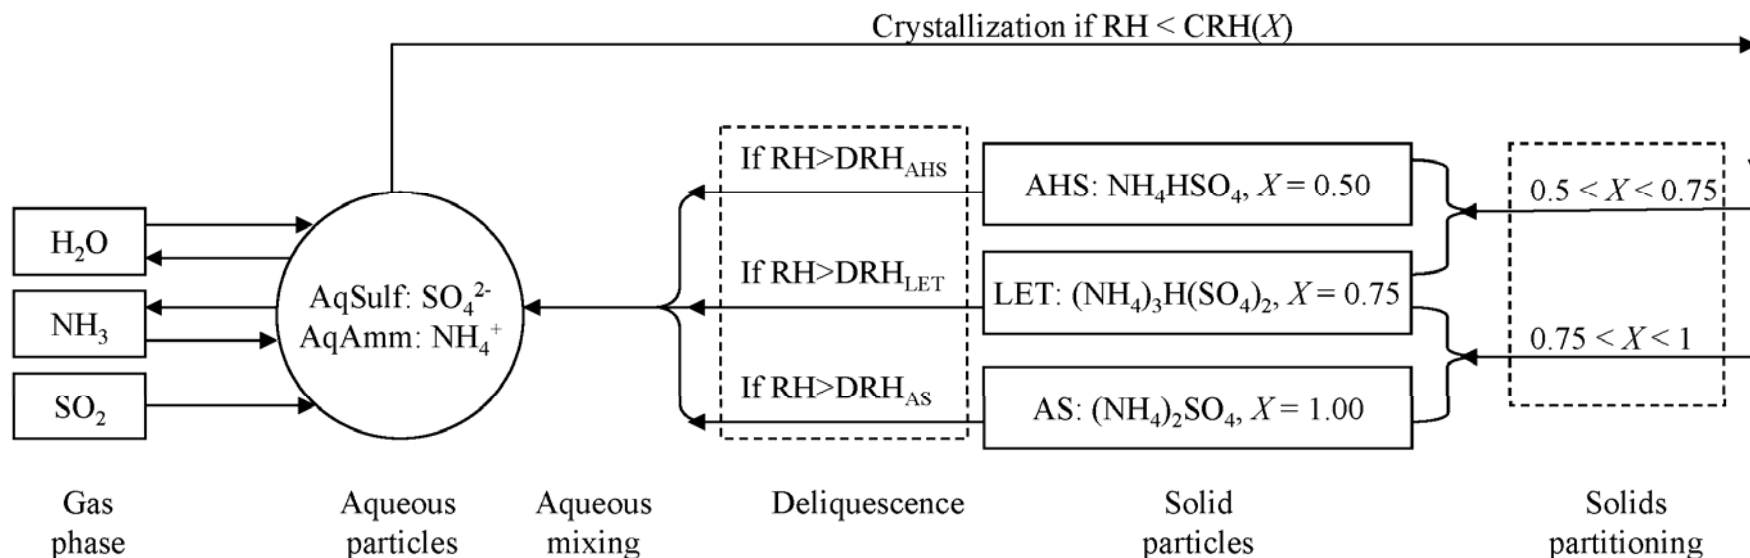 Crystallization if RH < CRH(X)
If RH>DRH_AHS
AHS: NH₄HSO₄, X = 0.50
0.5 < X < 0.75
H₂O
If RH>DRH_LET
AqSulf: SO₄²⁻
LET: (NH₄)₃H(SO₄)₂, X = 0.75
NH₃
AqAmm: NH₄⁺
0.75 < X < 1
If RH>DRH_AS
SO₂
AS: (NH₄)₂SO₄, X = 1.00
Gas
phase
Aqueous
particles
Aqueous
mixing
Deliquescence
Solid
particles
Solids
partitioning